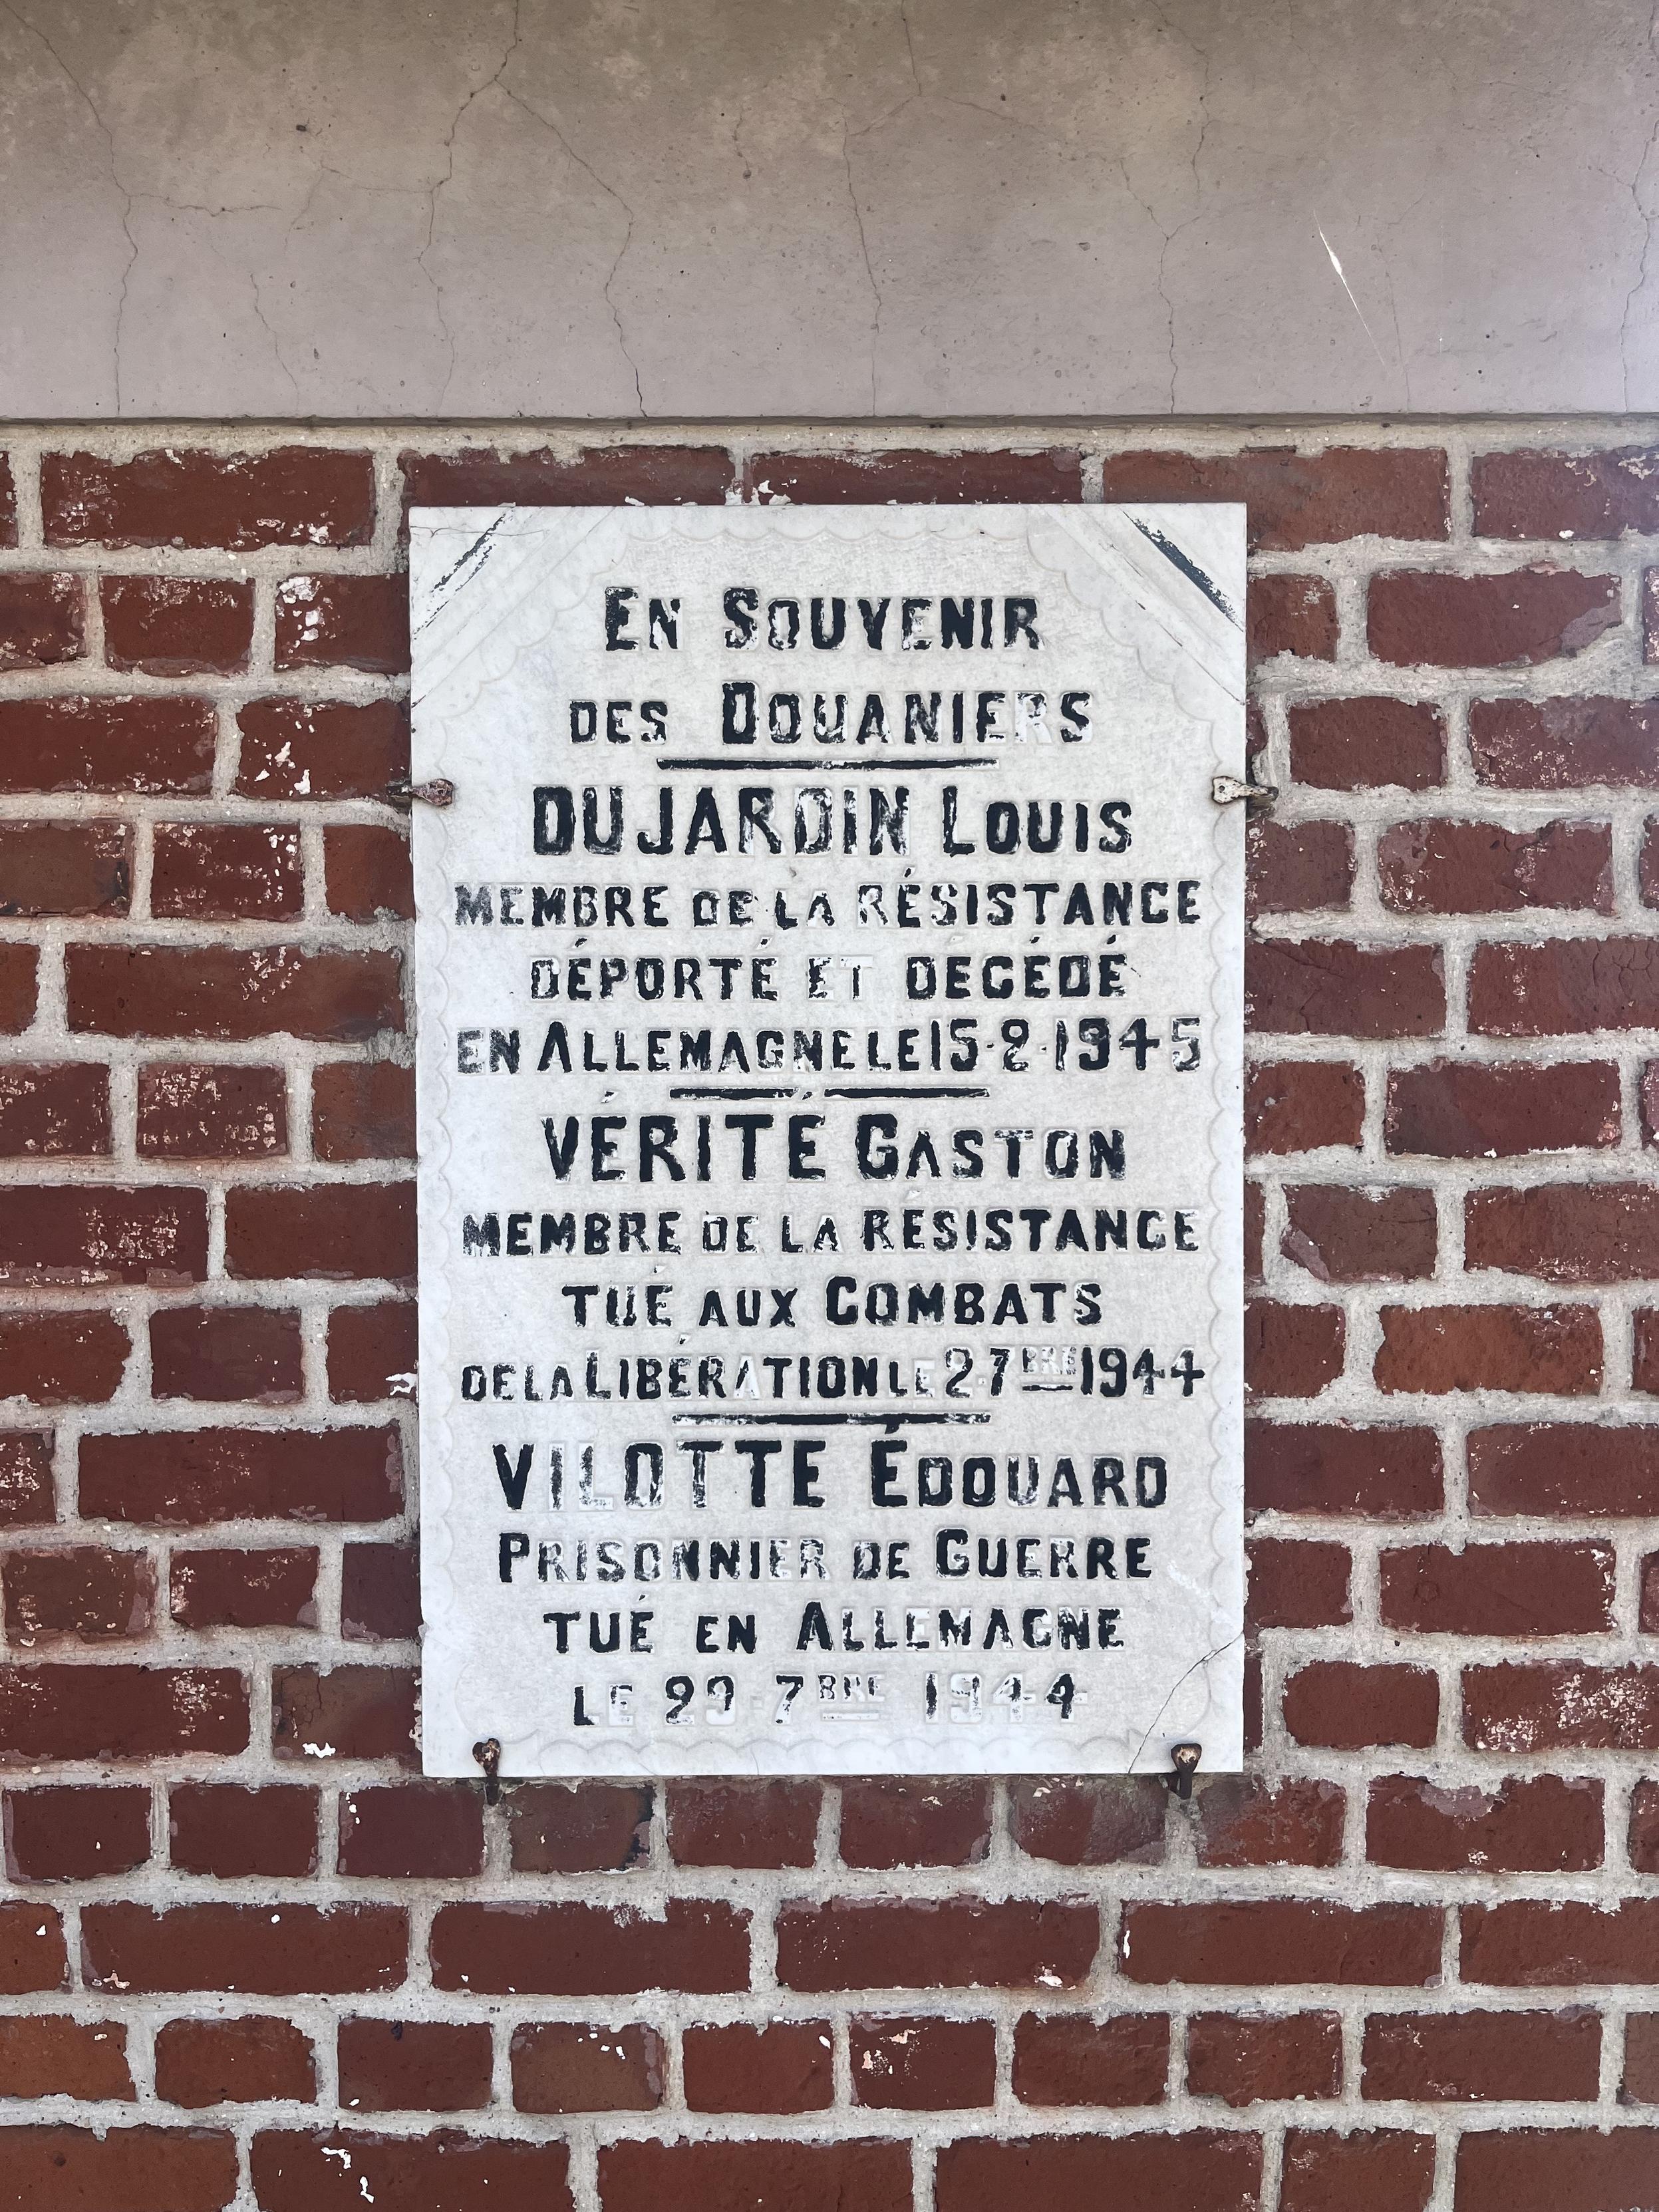 EN SOUVENIR
DES DOUANIERS
DUJARDIN LOUIS
MEMBRE DE LA RÉSISTANCE
DÉPORTÉ ET DÉCÉDÉ
EN ALLEMAGNE LE 15·2·1945
VÉRITÉ GASTON
MEMBRE DE LA RÉSISTANCE
TUÉ AUX COMBATS
DE LA LIBÉRATION LE 2·7BRE 1944
VILOTTE ÉDOUARD
PRISONNIER DE GUERRE
TUÉ EN ALLEMAGNE
LE 29·7BRE 1944